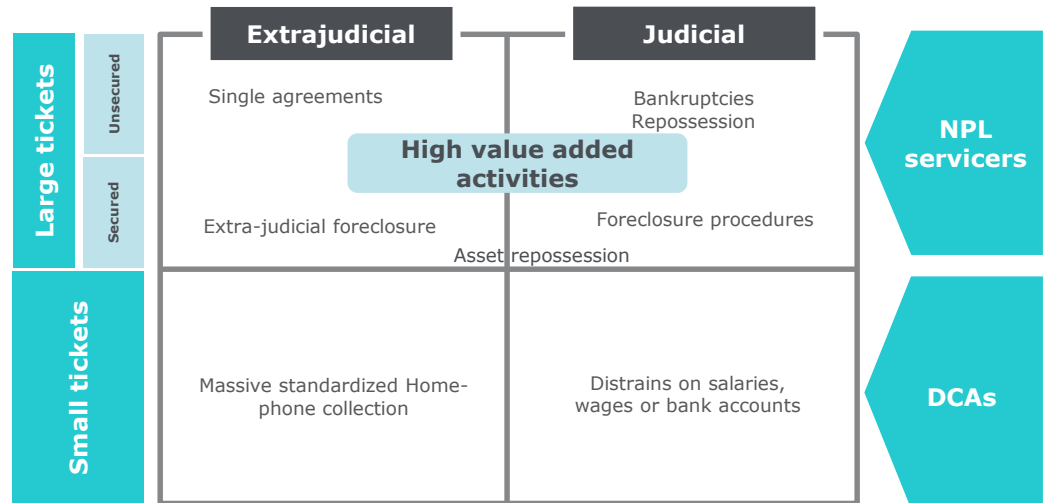 Extrajudicial
Judicial
Large tickets
Unsecured
Single agreements
Bankruptcies
Repossession
NPL
servicers
High value added
activities
Secured
Extra-judicial foreclosure
Foreclosure procedures
Asset repossession
Small tickets
Massive standardized Home-
phone collection
Distrains on salaries,
wages or bank accounts
DCAs